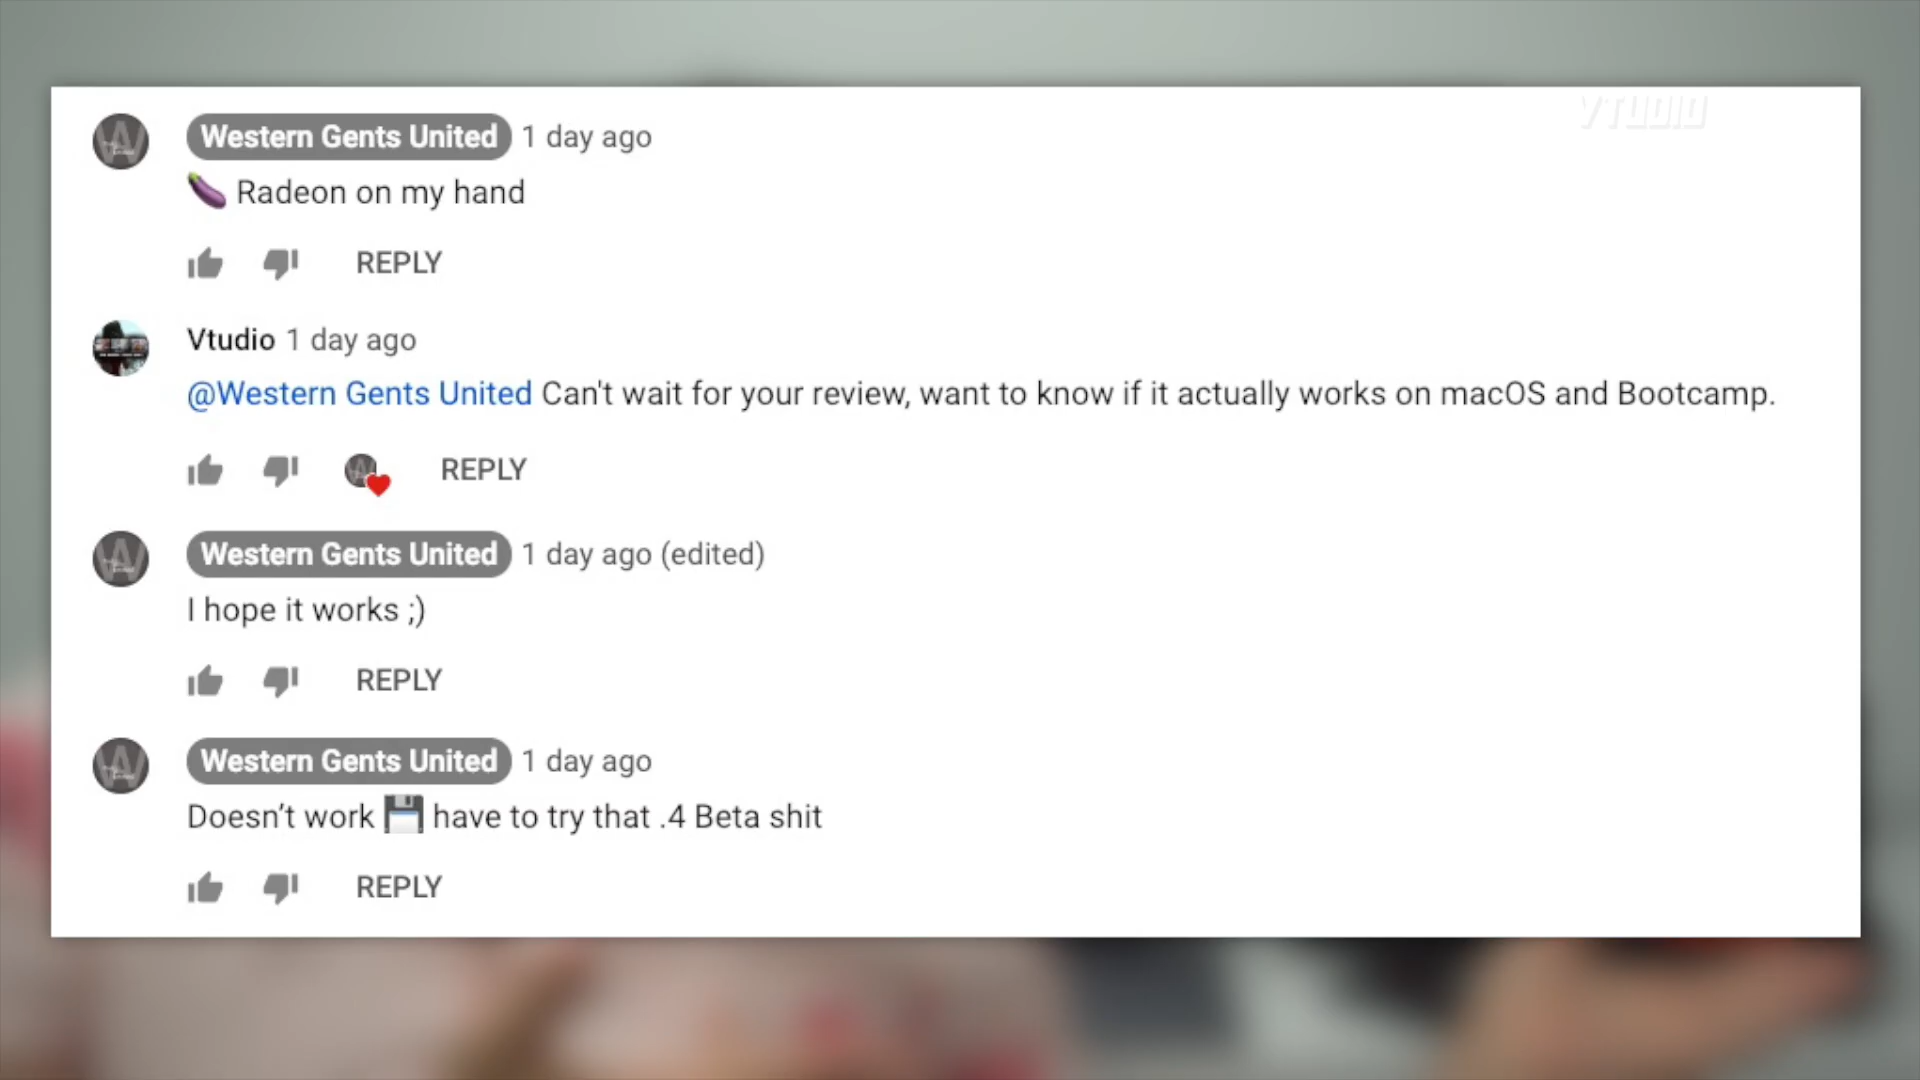 VTUDIO
Western Gents United 1 day ago
🍆 Radeon on my hand
REPLY
Vtudio 1 day ago
@Western Gents United Can't wait for your review, want to know if it actually works on macOS and Bootcamp.
REPLY
Western Gents United 1 day ago (edited)
I hope it works ;)
REPLY
Western Gents United 1 day ago
Doesn’t work 💾 have to try that .4 Beta shit
REPLY